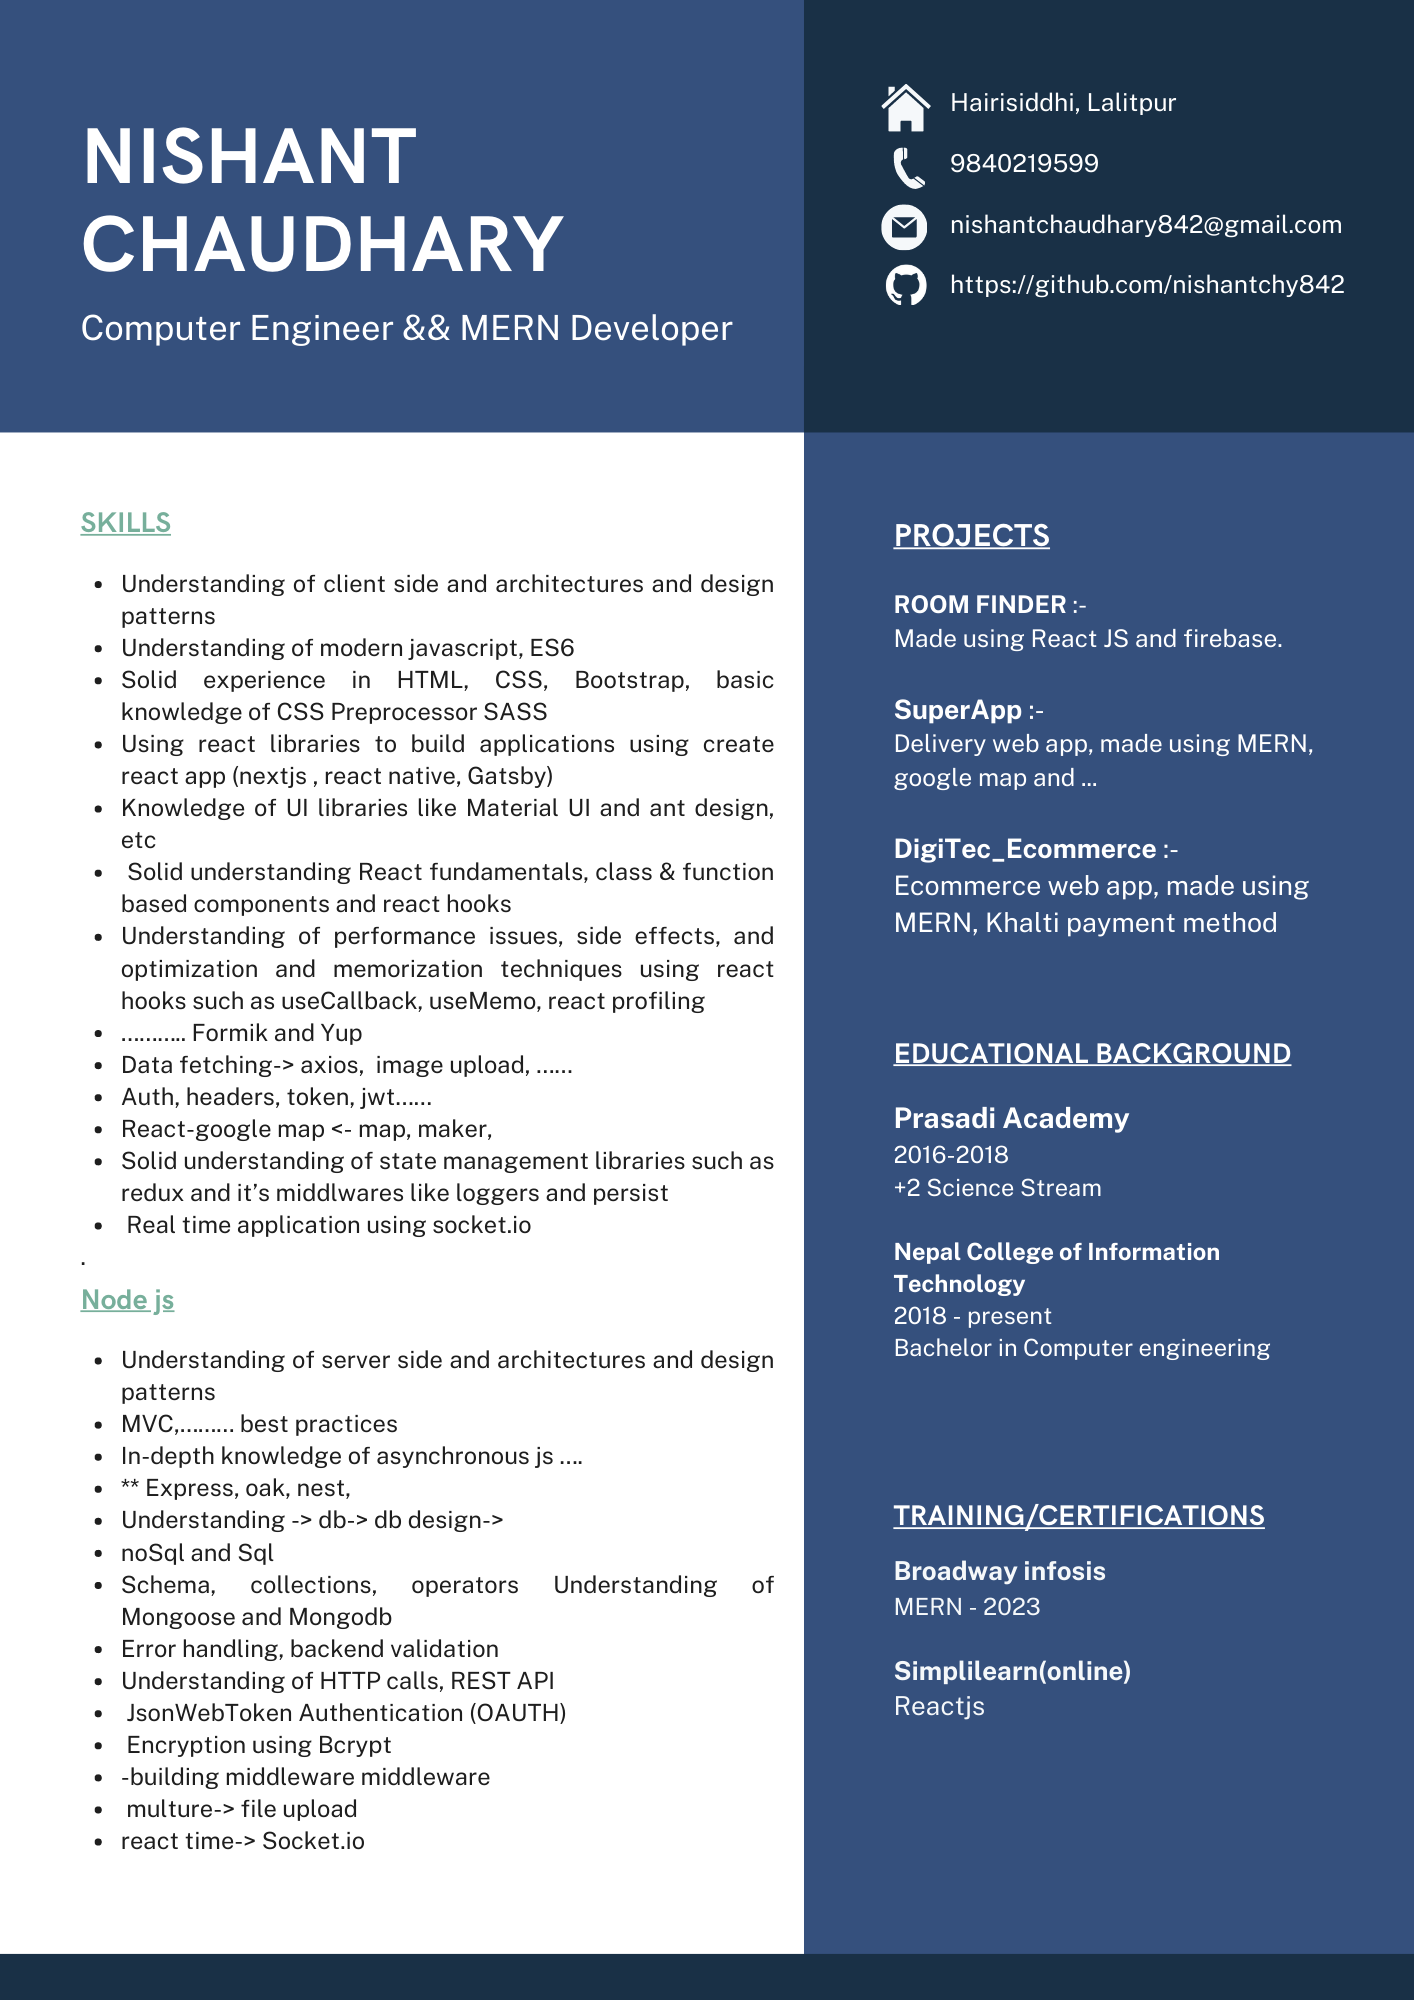 NISHANT
CHAUDHARY
Computer Engineer && MERN Developer
Hairisiddhi, Lalitpur
9840219599
nishantchaudhary842@gmail.com
https://github.com/nishantchy842
SKILLS
• Understanding of client side and architectures and design
patterns
• Understanding of modern javascript, ES6
• Solid experience in HTML, CSS, Bootstrap, basic
knowledge of CSS Preprocessor SASS
• Using react libraries to build applications using create
react app (nextjs , react native, Gatsby)
• Knowledge of UI libraries like Material UI and ant design,
etc
• Solid understanding React fundamentals, class & function
based components and react hooks
• Understanding of performance issues, side effects, and
optimization and memorization techniques using react
hooks such as useCallback, useMemo, react profiling
• ……….. Formik and Yup
• Data fetching-> axios,  image upload, ……
• Auth, headers, token, jwt……
• React-google map <- map, maker,
• Solid understanding of state management libraries such as
redux and it’s middlwares like loggers and persist
• Real time application using socket.io
.
Node js
• Understanding of server side and architectures and design
patterns
• MVC,……… best practices
• In-depth knowledge of asynchronous js ….
• ** Express, oak, nest,
• Understanding -> db-> db design->
• noSql and Sql
• Schema, collections, operators Understanding of
Mongoose and Mongodb
• Error handling, backend validation
• Understanding of HTTP calls, REST API
• JsonWebToken Authentication (OAUTH)
• Encryption using Bcrypt
• -building middleware middleware
• multure-> file upload
• react time-> Socket.io
PROJECTS
ROOM FINDER :-
Made using React JS and firebase.
SuperApp :-
Delivery web app, made using MERN,
google map and ...
DigiTec_Ecommerce :-
Ecommerce web app, made using
MERN, Khalti payment method
EDUCATIONAL BACKGROUND
Prasadi Academy
2016-2018
+2 Science Stream
Nepal College of Information
Technology
2018 - present
Bachelor in Computer engineering
TRAINING/CERTIFICATIONS
Broadway infosis
MERN - 2023
Simplilearn(online)
Reactjs